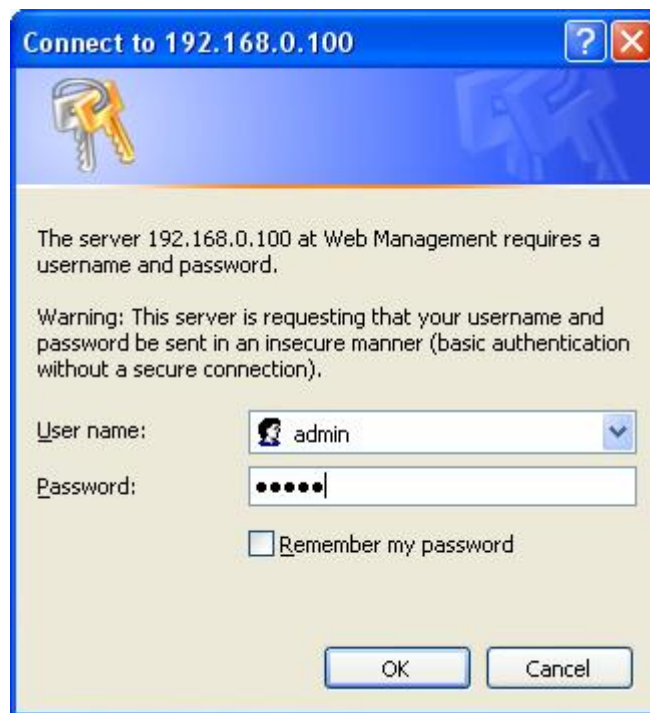 Connect to 192.168.0.100
The server 192.168.0.100 at Web Management requires a
username and password.
Warning: This server is requesting that your username and
password be sent in an insecure manner (basic authentication
without a secure connection).
User name: admin
Password: •••••
Remember my password
OK Cancel